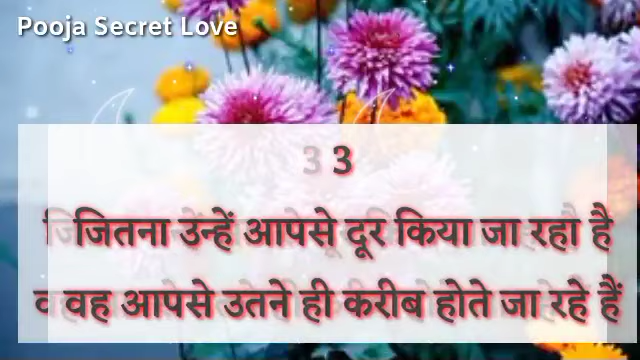 Pooja Secret Love
3
जितना उन्हें आपसे दूर किया जा रहा है
वह आपसे उतने ही करीब होते जा रहे हैं